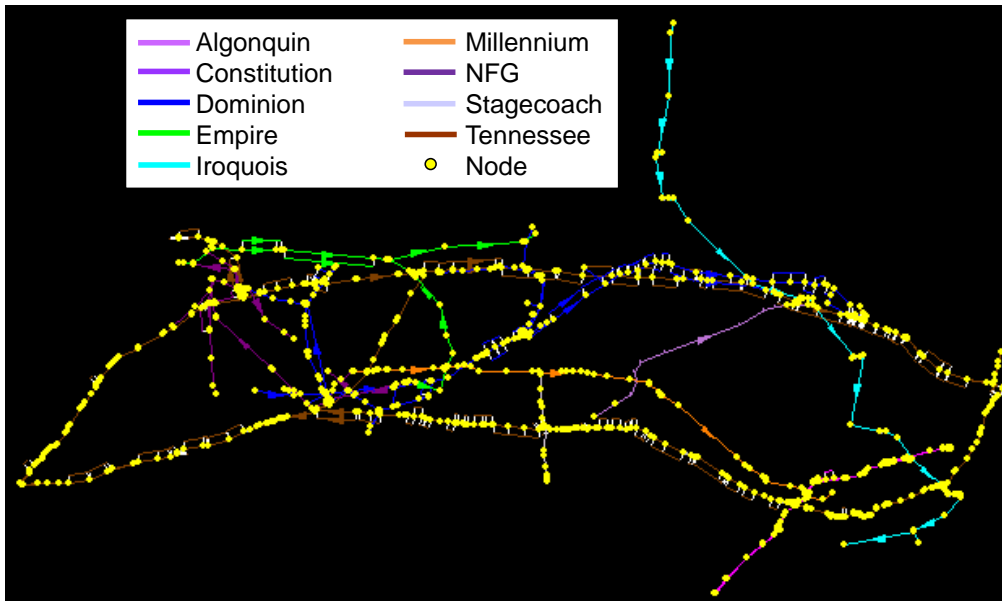 Algonquin
Constitution
Dominion
Empire
Iroquois
Millennium
NFG
Stagecoach
Tennessee
Node